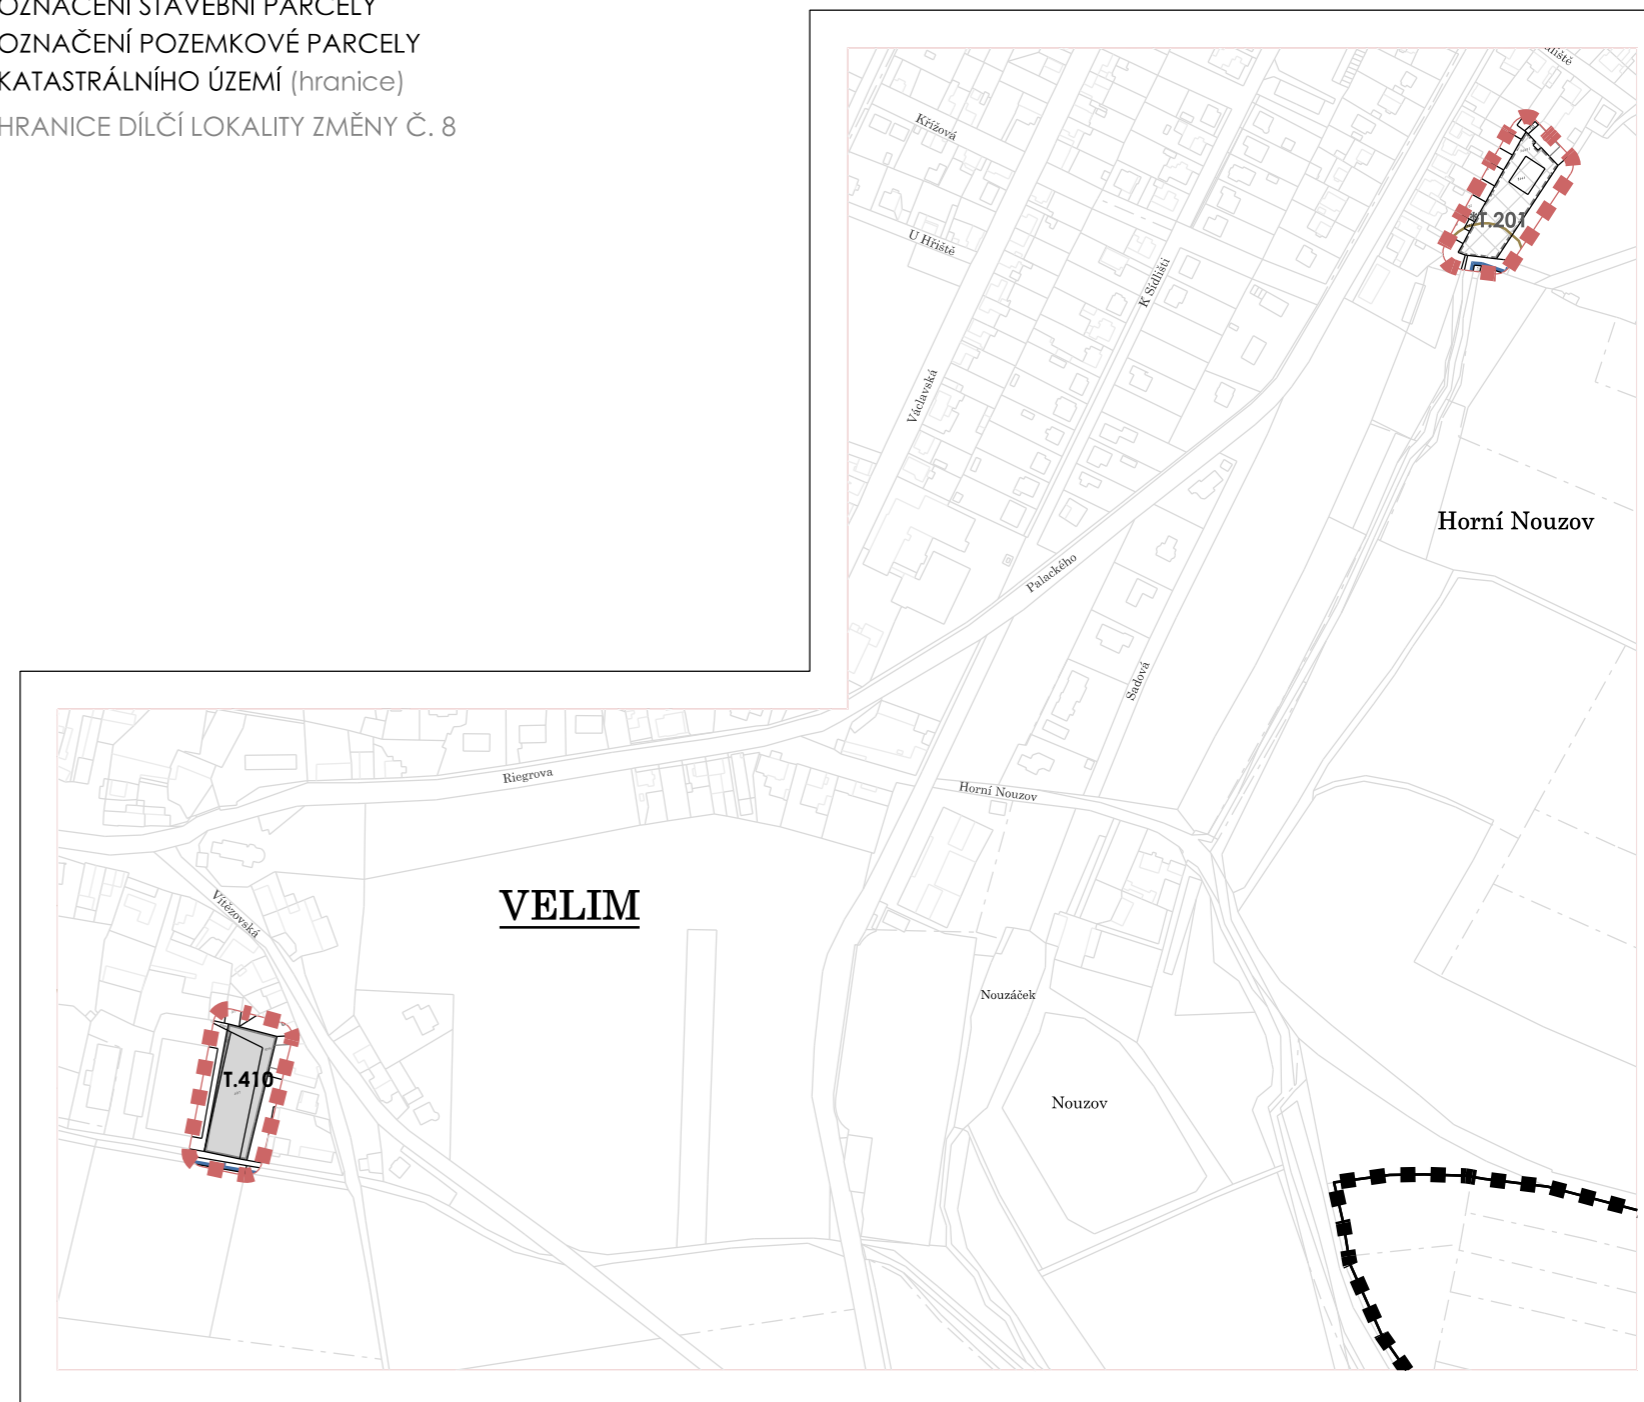 OZNAČENÍ STAVEBNÍ PARCELY
OZNAČENÍ POZEMKOVÉ PARCELY
KATASTRÁLNÍHO ÚZEMÍ (hranice)
HRANICE DÍLČÍ LOKALITY ZMĚNY Č. 8
Křížová
U Hřiště
K Sídlišti
T.201
Václavská
Horní Nouzov
Palackého
Sadová
Riegrova
Horní Nouzov
Vítězovská
VELIM
Nouzáček
T.410
Nouzov